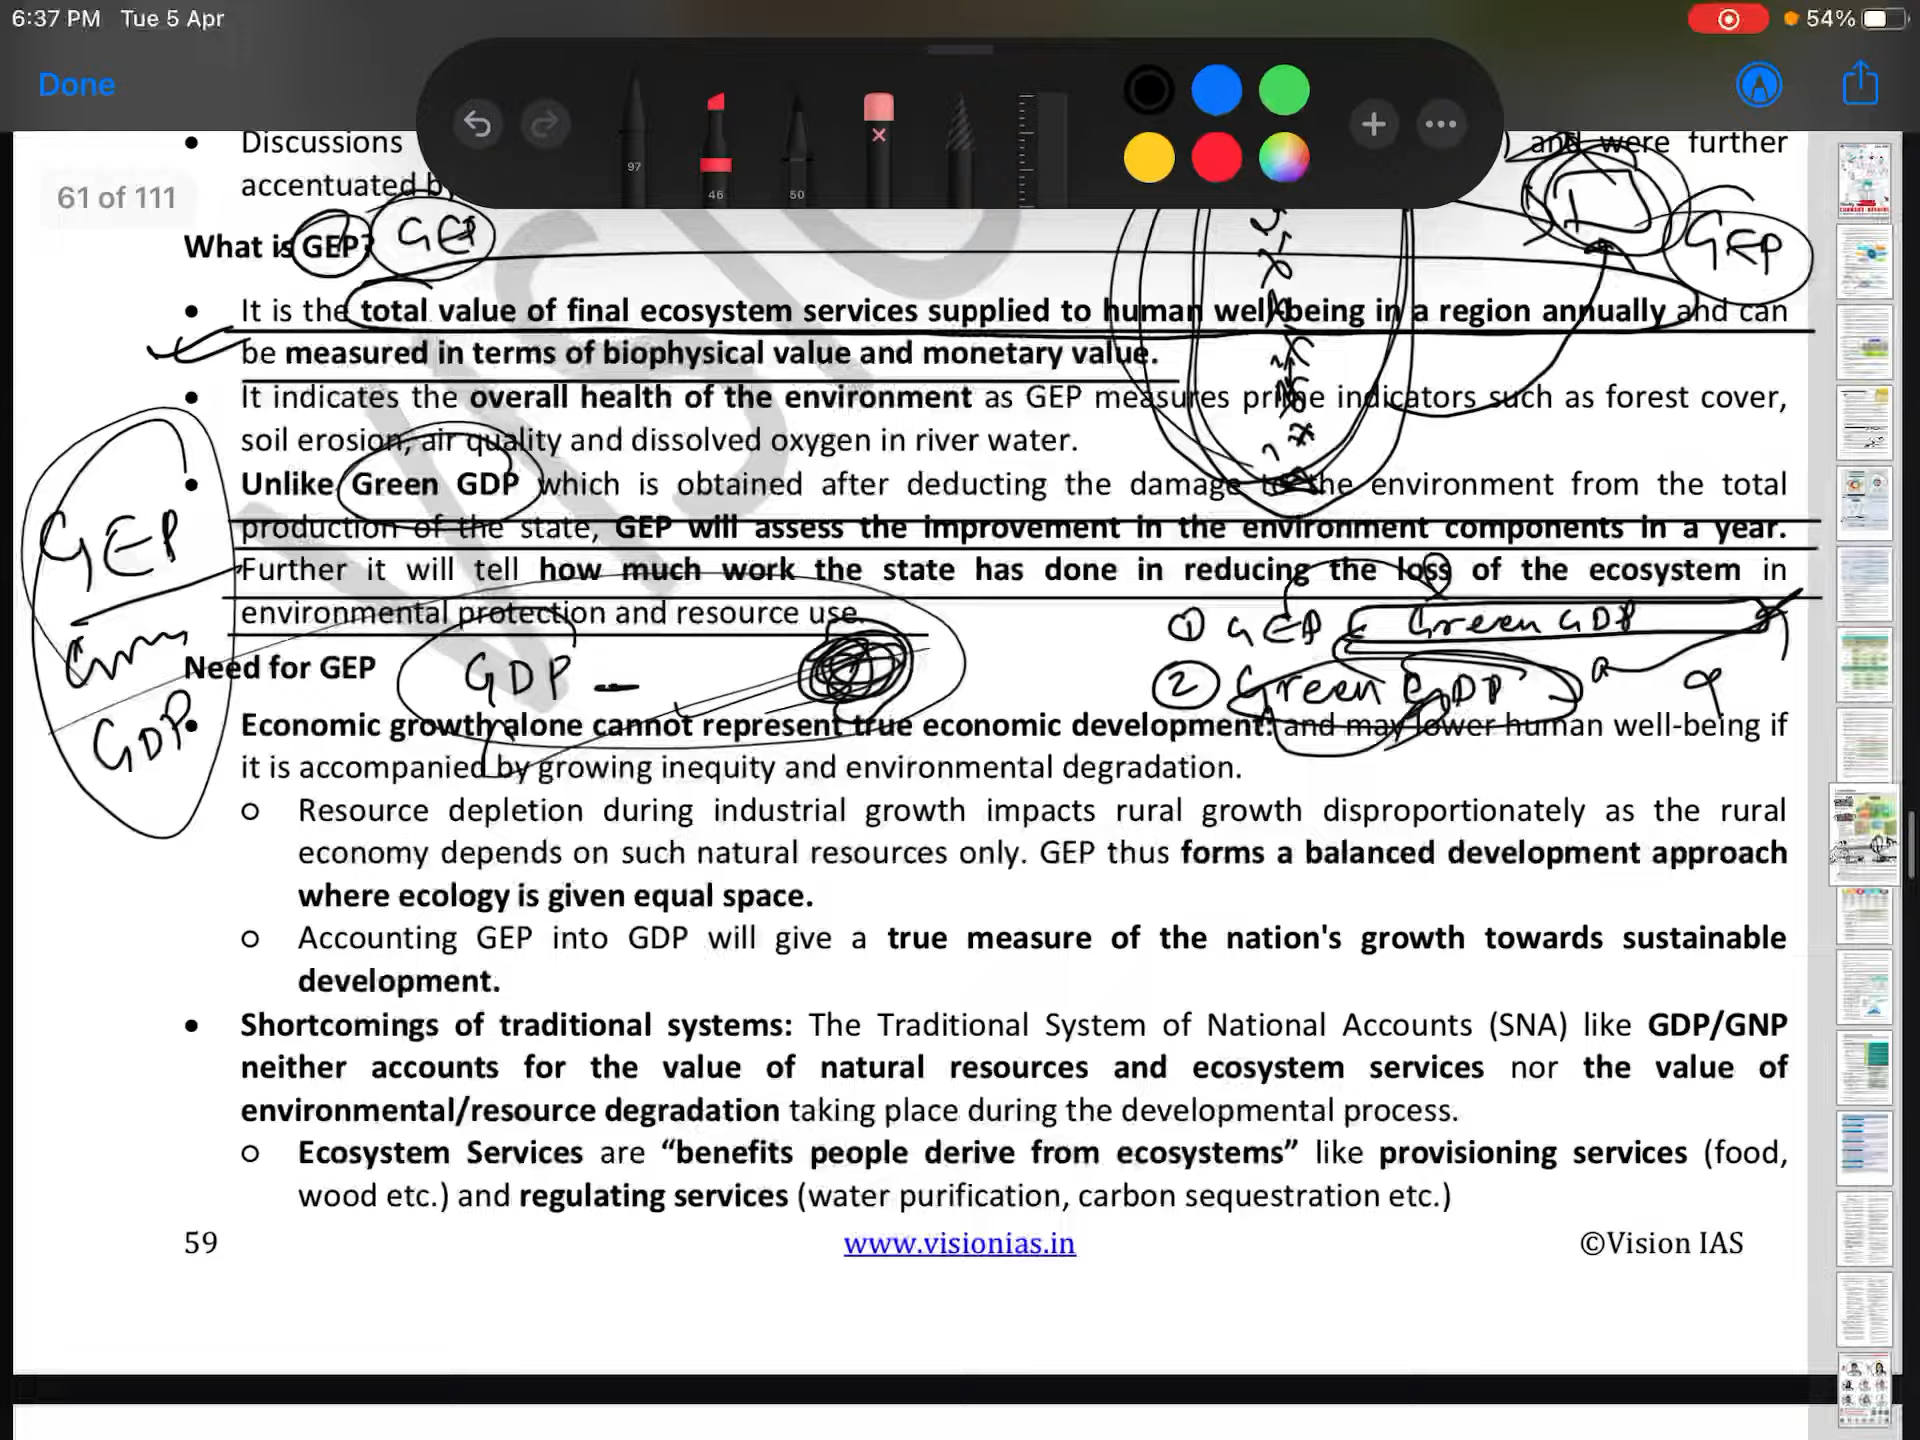 6:37 PM Tue 5 Apr
54%
Done
97
46
50
Discussions
) and were further
accentuated by
61 of 111
GEP
GEP
What is GEP?
It is the total value of final ecosystem services supplied to human well-being in a region annually and can
be measured in terms of biophysical value and monetary value.
It indicates the overall health of the environment as GEP measures prime indicators such as forest cover,
soil erosion, air quality and dissolved oxygen in river water.
Unlike Green GDP which is obtained after deducting the damage to the environment from the total
production of the state, GEP will assess the improvement in the environment components in a year.
GEP
Further it will tell how much work the state has done in reducing the loss of the ecosystem in
environmental protection and resource use.
① GEP Green GDP
Need for GEP
GDP –
② Green GDP
GDP
Economic growth alone cannot represent true economic development: and may lower human well-being if
it is accompanied by growing inequity and environmental degradation.
Resource depletion during industrial growth impacts rural growth disproportionately as the rural
economy depends on such natural resources only. GEP thus forms a balanced development approach
where ecology is given equal space.
Accounting GEP into GDP will give a true measure of the nation's growth towards sustainable
development.
Shortcomings of traditional systems: The Traditional System of National Accounts (SNA) like GDP/GNP
neither accounts for the value of natural resources and ecosystem services nor the value of
environmental/resource degradation taking place during the developmental process.
Ecosystem Services are “benefits people derive from ecosystems” like provisioning services (food,
wood etc.) and regulating services (water purification, carbon sequestration etc.)
59
www.visionias.in
©Vision IAS